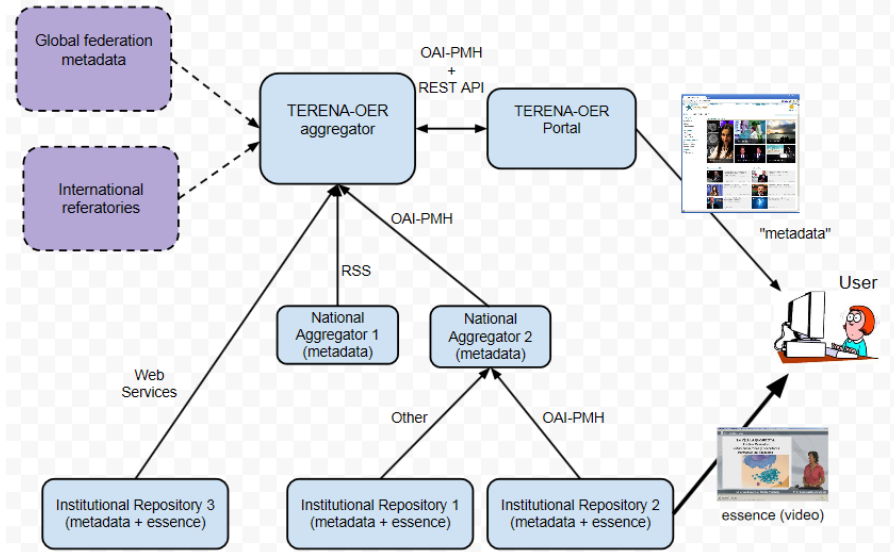 Global federation
metadata
International
referatories
TERENA-OER
aggregator
OAI-PMH
+
REST API
TERENA-OER
Portal
"metadata"
User
OAI-PMH
RSS
National
Aggregator 1
(metadata)
National
Aggregator 2
(metadata)
Web
Services
Other
OAI-PMH
Institutional Repository 3
(metadata + essence)
Institutional Repository 1
(metadata + essence)
Institutional Repository 2
(metadata + essence)
essence (video)